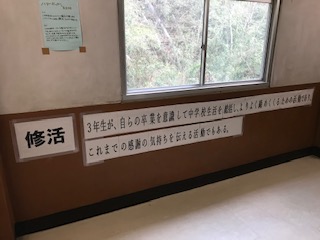 修活
3年生が、自らの卒業を意識して中学校生活を総括し、よりよく締めくくるための活動であり、
これまでの感謝の気持ちを伝える活動でもある。